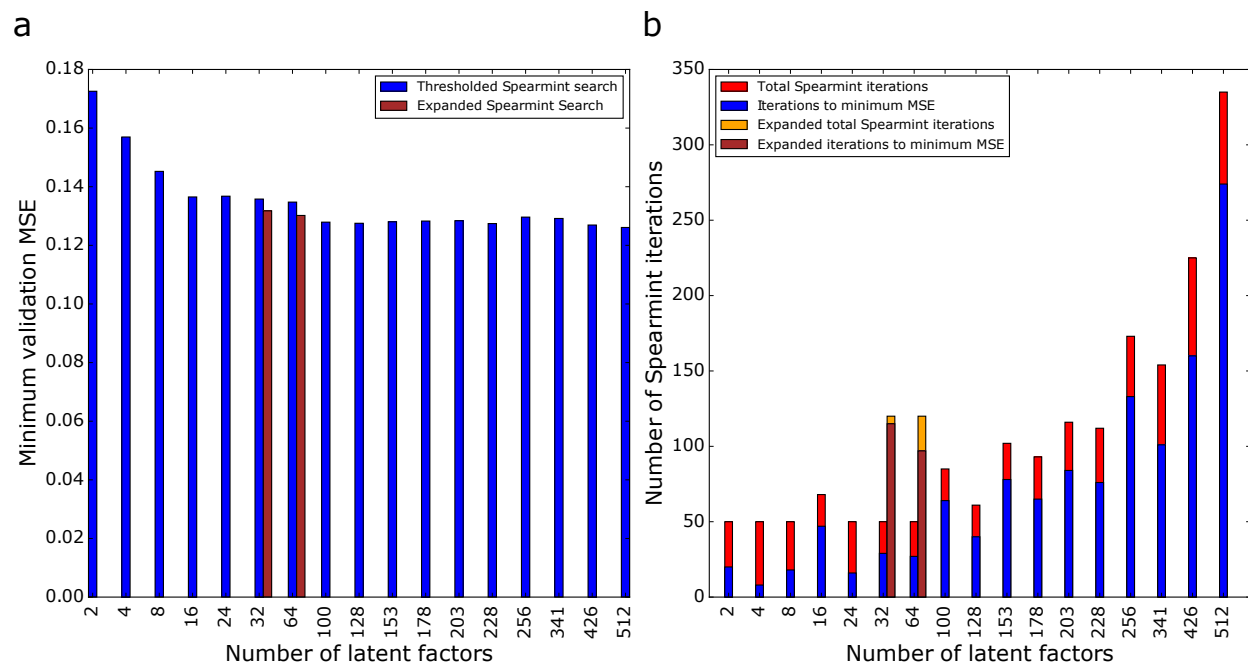 a
Minimum validation MSE
0.18
0.16
0.14
0.12
0.10
0.08
0.06
0.04
0.02
0.00
Thresholded Spearmint search
Expanded Spearmint Search
2 4 8 16 24 32 64 100 128 153 178 203 228 256 341 426 512
Number of latent factors
b
Number of Spearmint iterations
350
300
250
200
150
100
50
0
Total Spearmint iterations
Iterations to minimum MSE
Expanded total Spearmint iterations
Expanded iterations to minimum MSE
2 4 8 16 24 32 64 100 128 153 178 203 228 256 341 426 512
Number of latent factors